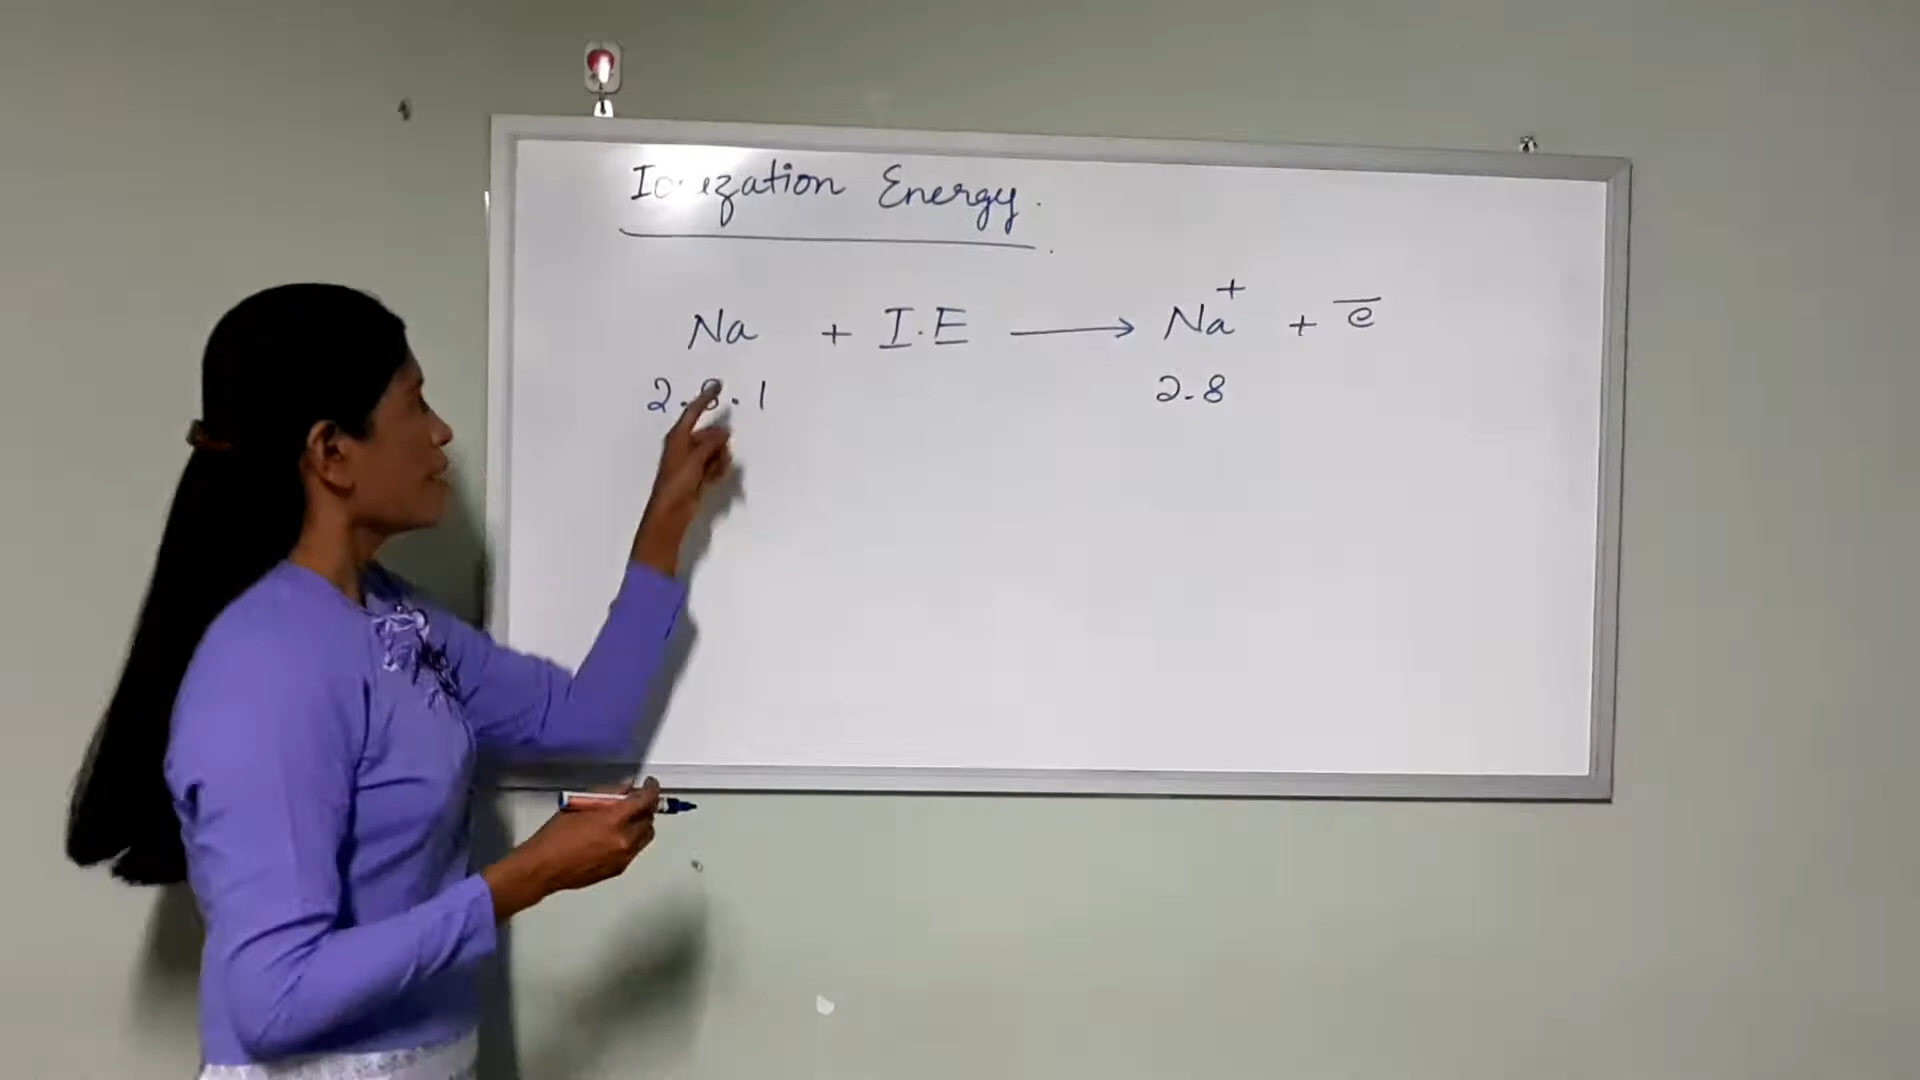 Ionization Energy.
Na + I.E ⟶ Na⁺ + e̅
2.8.1 2.8